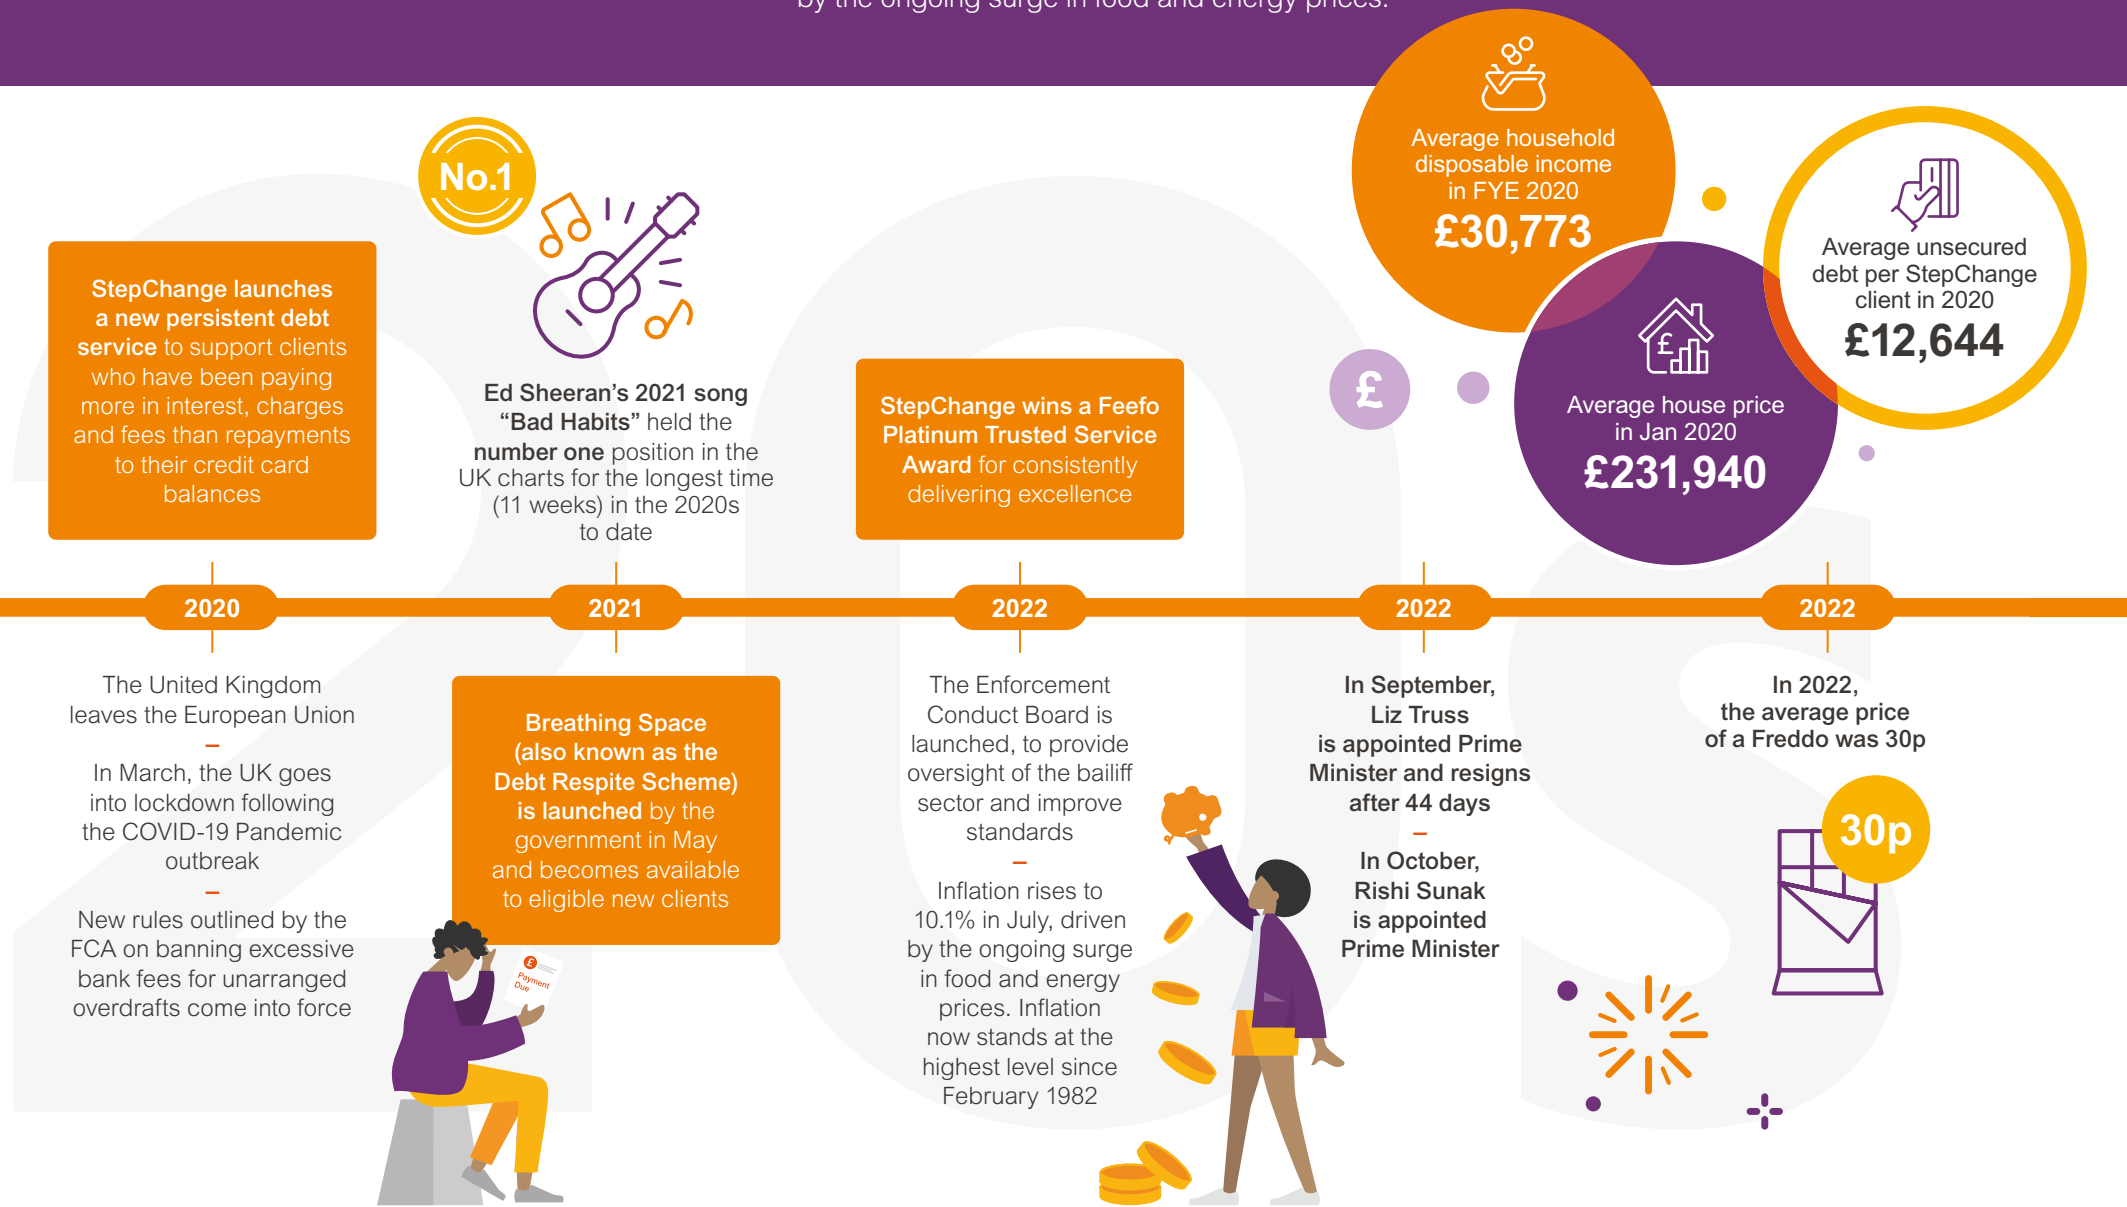 by the ongoing surge in food and energy prices.
No.1
StepChange launches
a new persistent debt
service to support clients
who have been paying
more in interest, charges
and fees than repayments
to their credit card
balances
Ed Sheeran’s 2021 song
“Bad Habits” held the
number one position in the
UK charts for the longest time
(11 weeks) in the 2020s
to date
StepChange wins a Feefo
Platinum Trusted Service
Award for consistently
delivering excellence
Average household
disposable income
in FYE 2020
£30,773
£
£
Average house price
in Jan 2020
£231,940
Average unsecured
debt per StepChange
client in 2020
£12,644
2020
2021
2022
2022
2022
The United Kingdom
leaves the European Union
–
In March, the UK goes
into lockdown following
the COVID-19 Pandemic
outbreak
–
New rules outlined by the
FCA on banning excessive
bank fees for unarranged
overdrafts come into force
Breathing Space
(also known as the
Debt Respite Scheme)
is launched by the
government in May
and becomes available
to eligible new clients
£
Payment
Due
The Enforcement
Conduct Board is
launched, to provide
oversight of the bailiff
sector and improve
standards
–
Inflation rises to
10.1% in July, driven
by the ongoing surge
in food and energy
prices. Inflation
now stands at the
highest level since
February 1982
In September,
Liz Truss
is appointed Prime
Minister and resigns
after 44 days
–
In October,
Rishi Sunak
is appointed
Prime Minister
In 2022,
the average price
of a Freddo was 30p
30p
20s